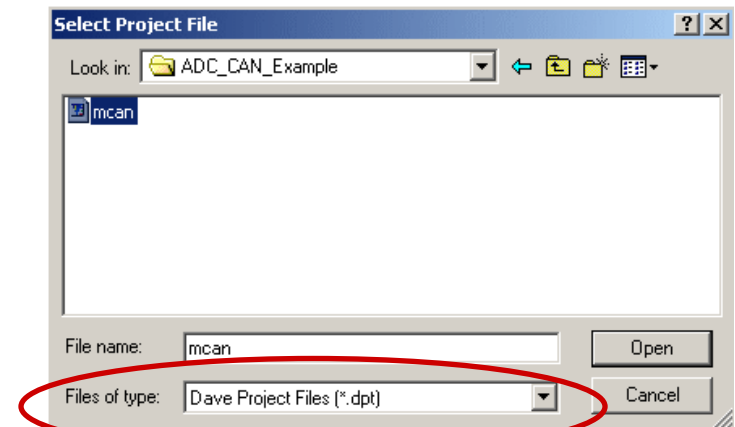 Select Project File
Look in: ADC_CAN_Example
mcan
File name: mcan Open
Files of type: Dave Project Files (*.dpt) Cancel